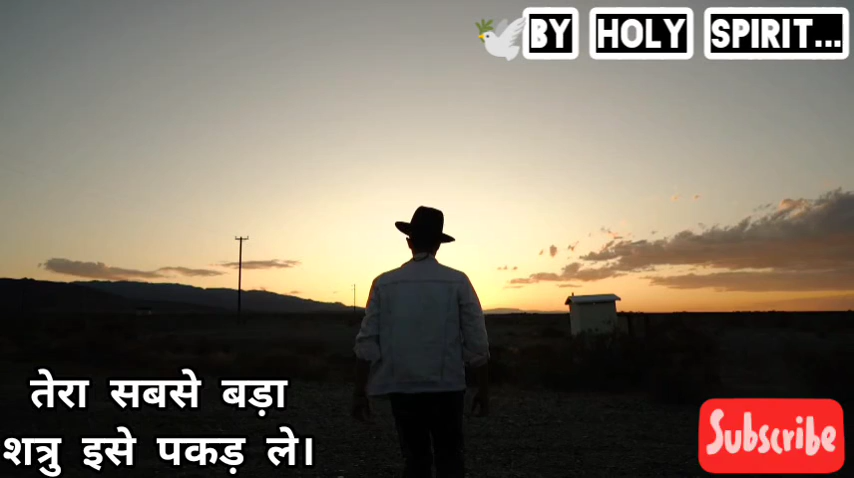 BY HOLY SPIRIT...
तेरा सबसे बड़ा
शत्रु इसे पकड़ ले।
Subscribe